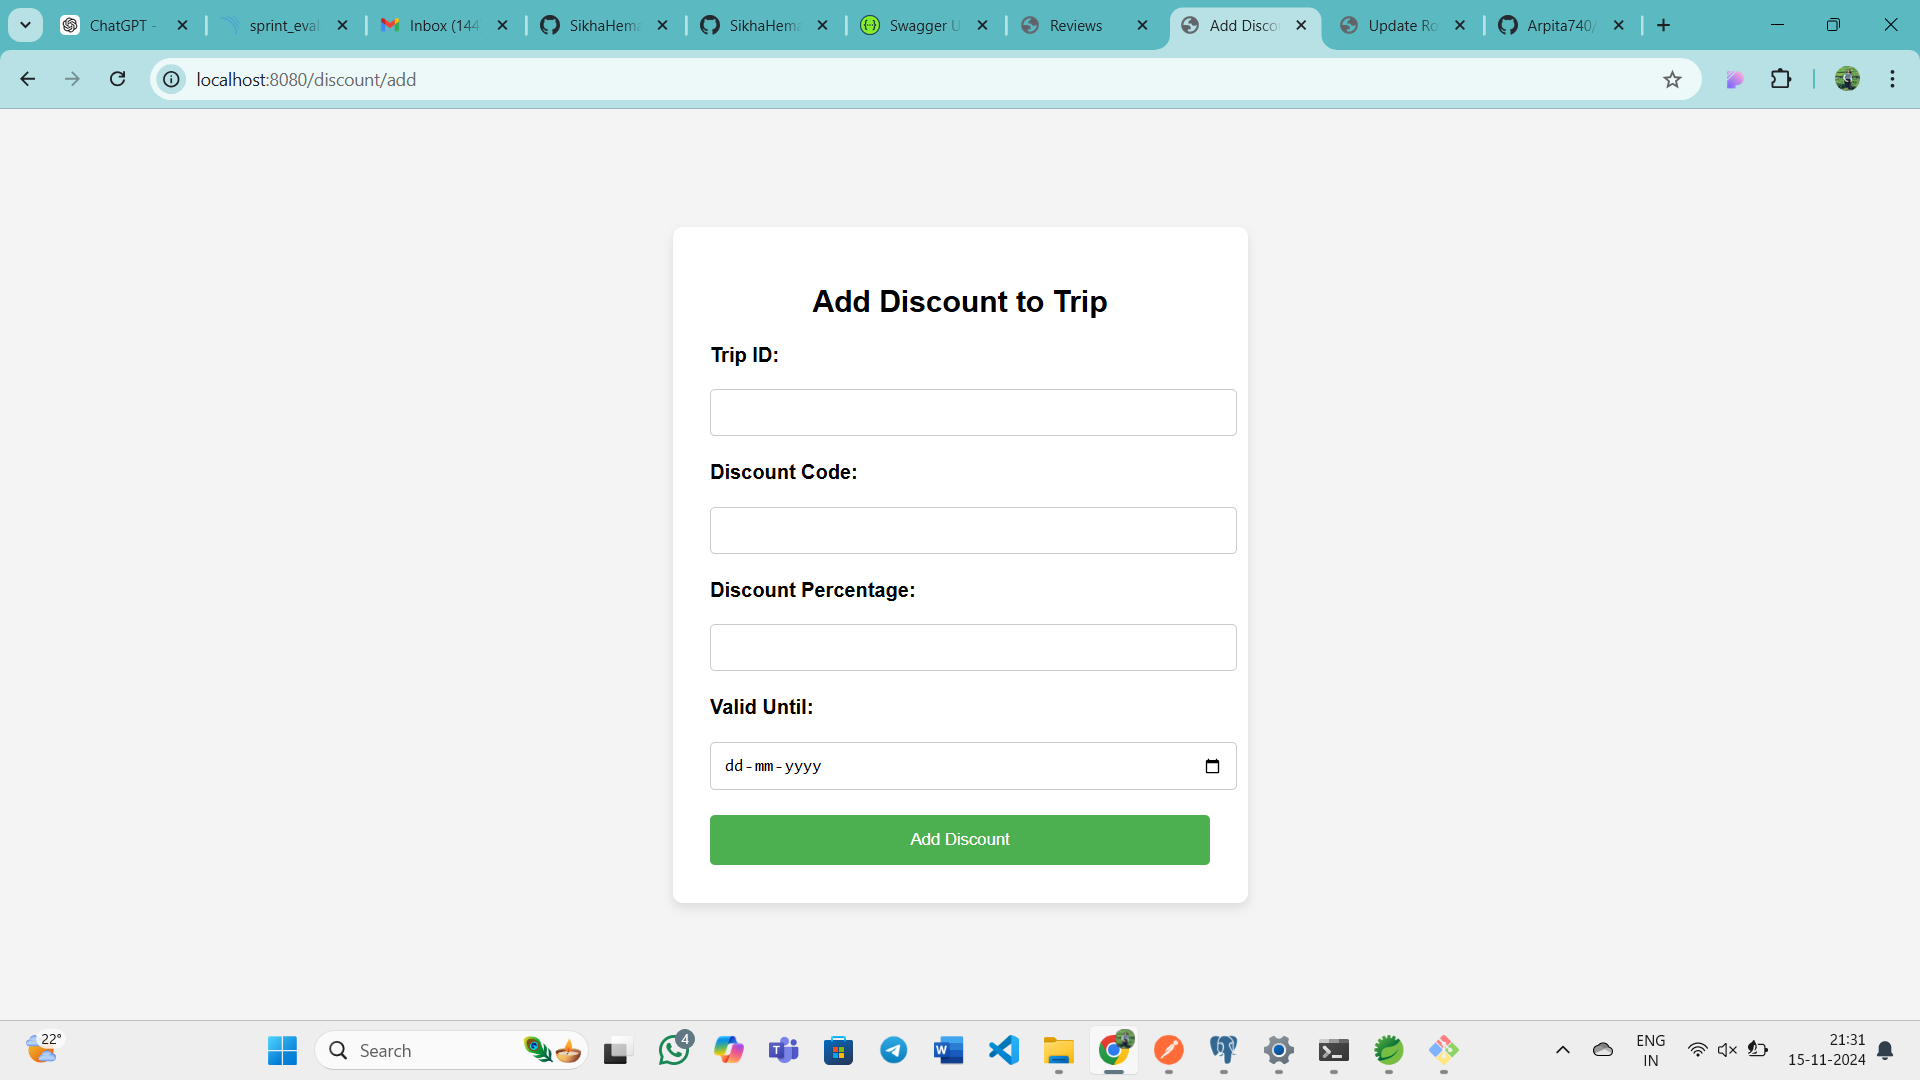 ChatGPT -
sprint_eval
Inbox (144
SikhaHema
SikhaHema
Swagger U
Reviews
Add Disco
Update Ro
Arpita740/
localhost:8080/discount/add
Add Discount to Trip
Trip ID:
Discount Code:
Discount Percentage:
Valid Until:
dd-mm-yyyy
Add Discount
22°
Search
4
ENG
IN
21:31
15-11-2024